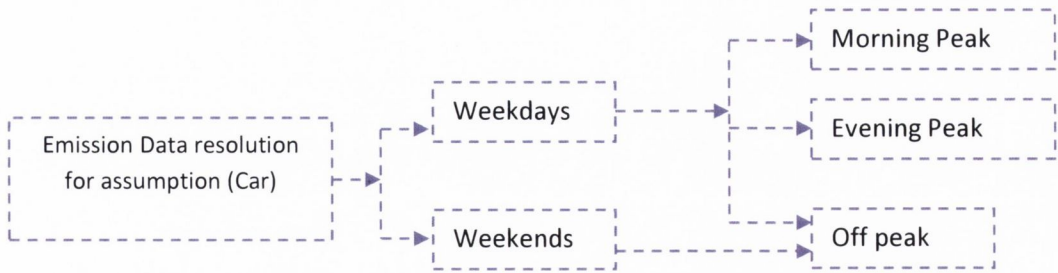 Emission Data resolution
for assumption (Car)
Weekdays
Weekends
Morning Peak
Evening Peak
Off peak